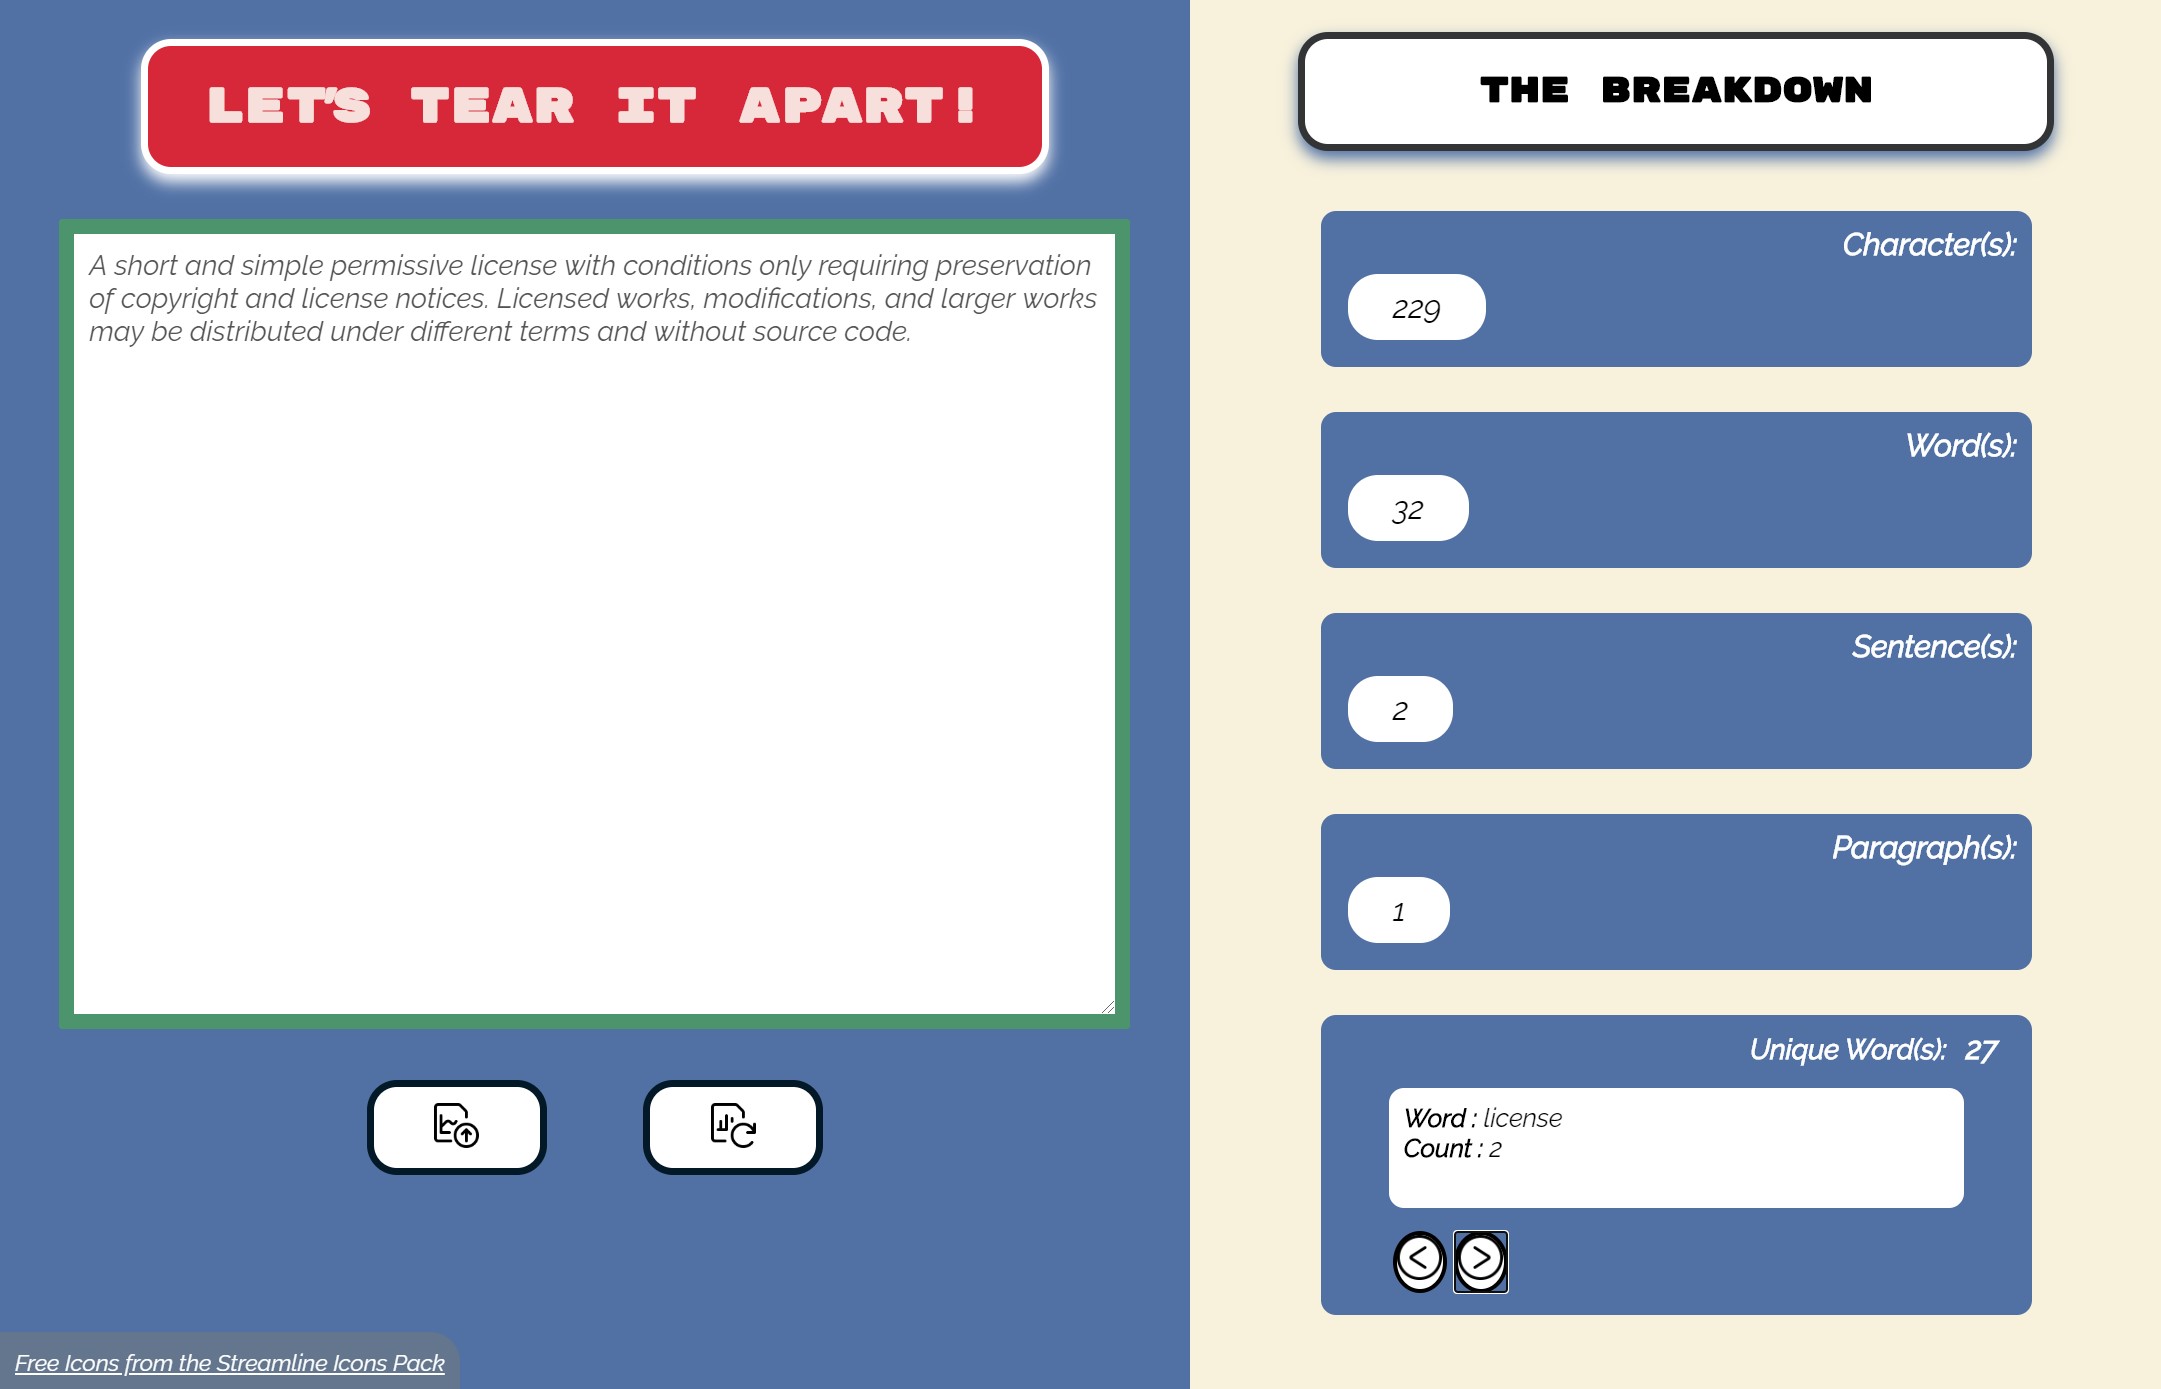 LET'S TEAR IT APART!
A short and simple permissive license with conditions only requiring preservation
of copyright and license notices. Licensed works, modifications, and larger works
may be distributed under different terms and without source code.
Free Icons from the Streamline Icons Pack
THE BREAKDOWN
Character(s):
229
Word(s):
32
Sentence(s):
2
Paragraph(s):
1
Unique Word(s): 27
Word : license
Count : 2
< >